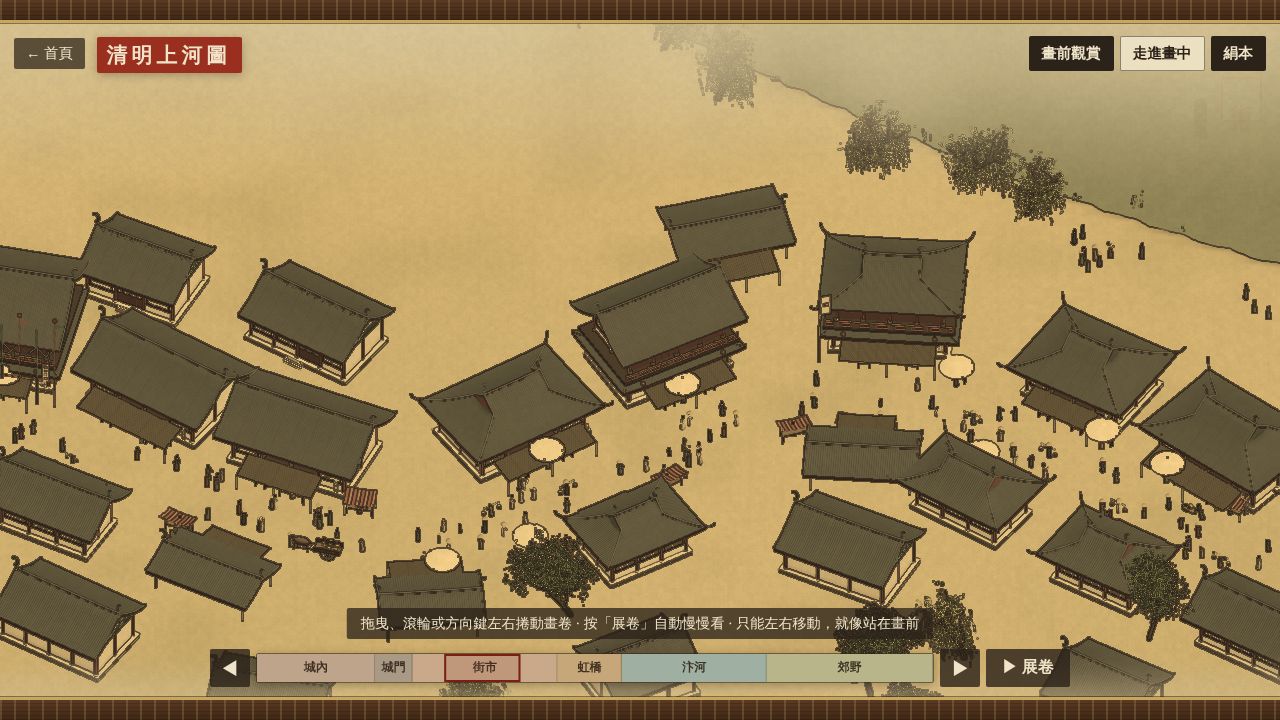 ← 首頁
清明上河圖
畫前觀賞
走進畫中
絹本
拖曳、滾輪或方向鍵左右捲動畫卷 · 按「展卷」自動慢慢看 · 只能左右移動，就像站在畫前
◀
城內
城門
街市
虹橋
汴河
郊野
▶
▶ 展卷